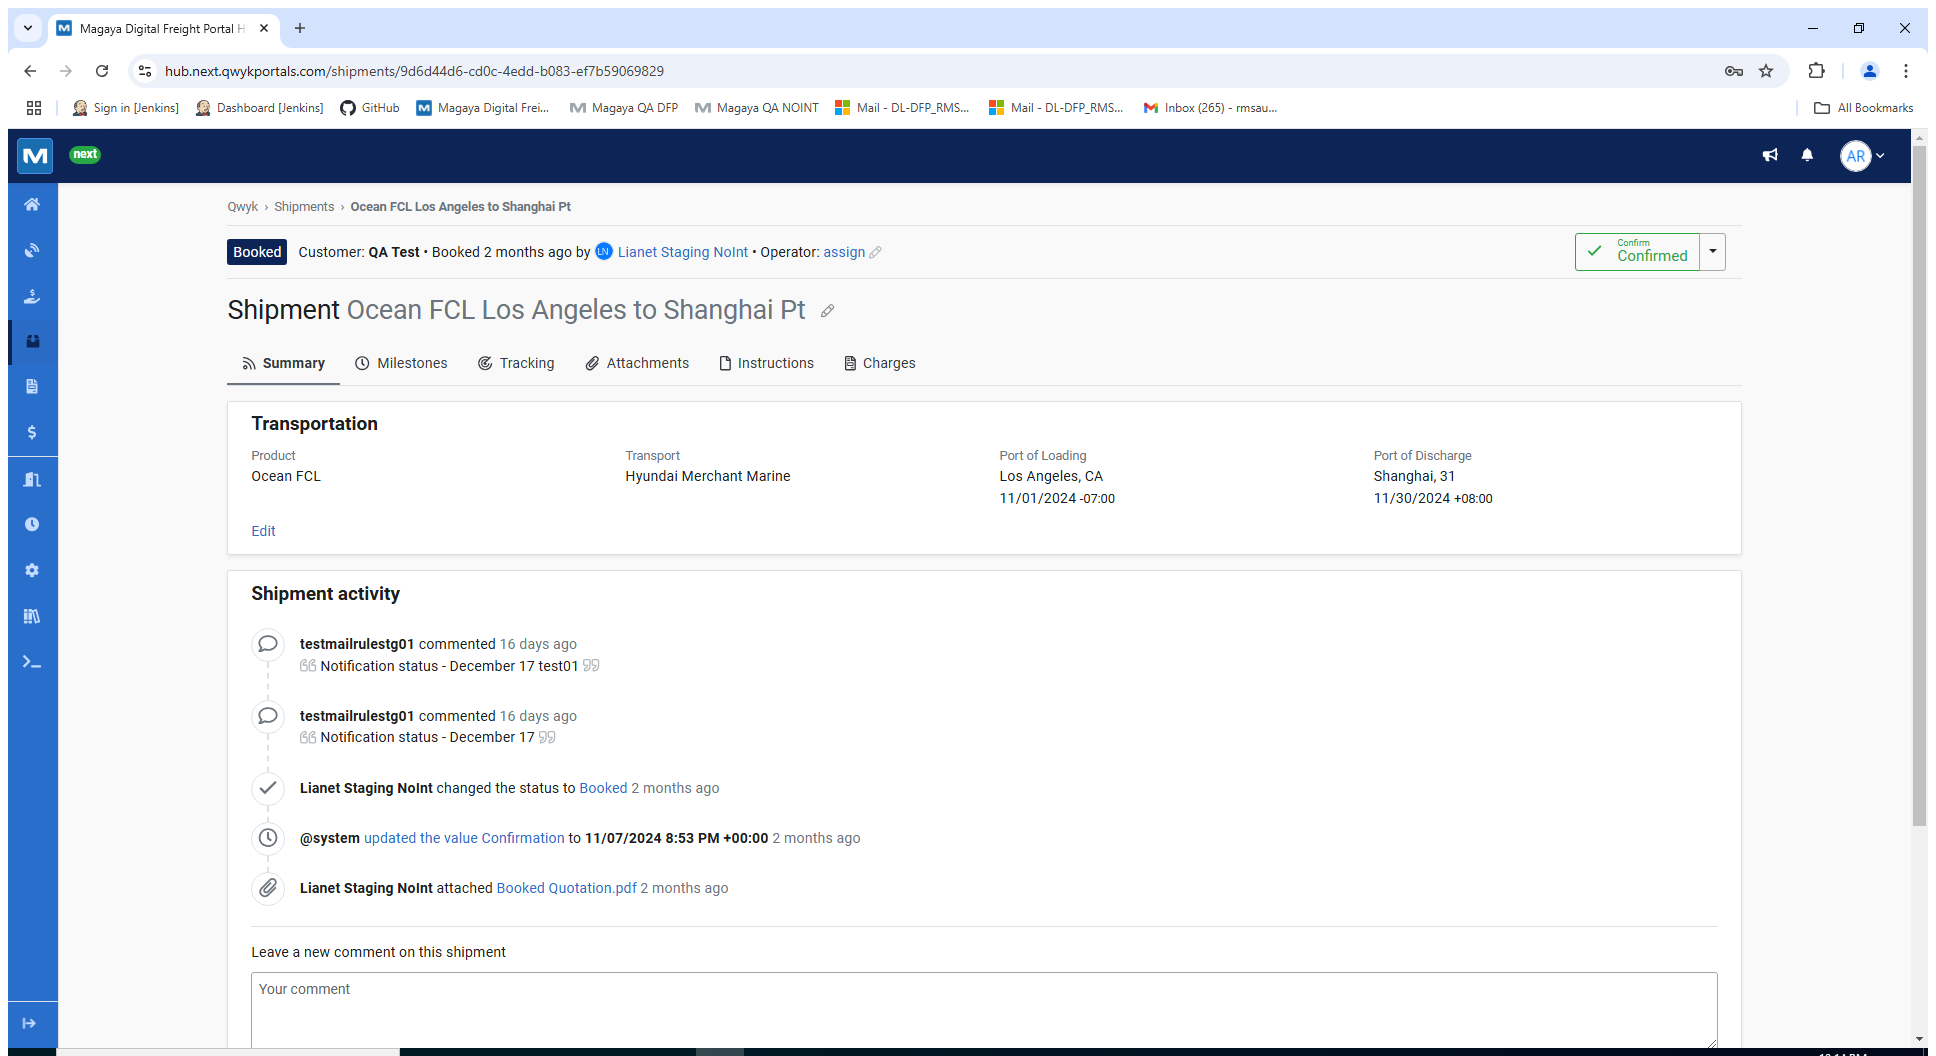 Magaya Digital Freight Portal H
hub.next.qwykportals.com/shipments/9d6d44d6-cd0c-4edd-b083-ef7b59069829
Sign in [Jenkins] Dashboard [Jenkins] GitHub Magaya Digital Frei... Magaya QA DFP Magaya QA NOINT Mail - DL-DFP_RMS... Mail - DL-DFP_RMS... Inbox (265) - rmsau... All Bookmarks
next AR
Qwyk › Shipments › Ocean FCL Los Angeles to Shanghai Pt
Booked Customer: QA Test • Booked 2 months ago by LN Lianet Staging NoInt • Operator: assign
Confirm
Confirmed
Shipment Ocean FCL Los Angeles to Shanghai Pt
Summary Milestones Tracking Attachments Instructions Charges
Transportation
Product Transport Port of Loading Port of Discharge
Ocean FCL Hyundai Merchant Marine Los Angeles, CA Shanghai, 31
11/01/2024 -07:00 11/30/2024 +08:00
Edit
Shipment activity
testmailrulestg01 commented 16 days ago
Notification status - December 17 test01
testmailrulestg01 commented 16 days ago
Notification status - December 17
Lianet Staging NoInt changed the status to Booked 2 months ago
@system updated the value Confirmation to 11/07/2024 8:53 PM +00:00 2 months ago
Lianet Staging NoInt attached Booked Quotation.pdf 2 months ago
Leave a new comment on this shipment
Your comment